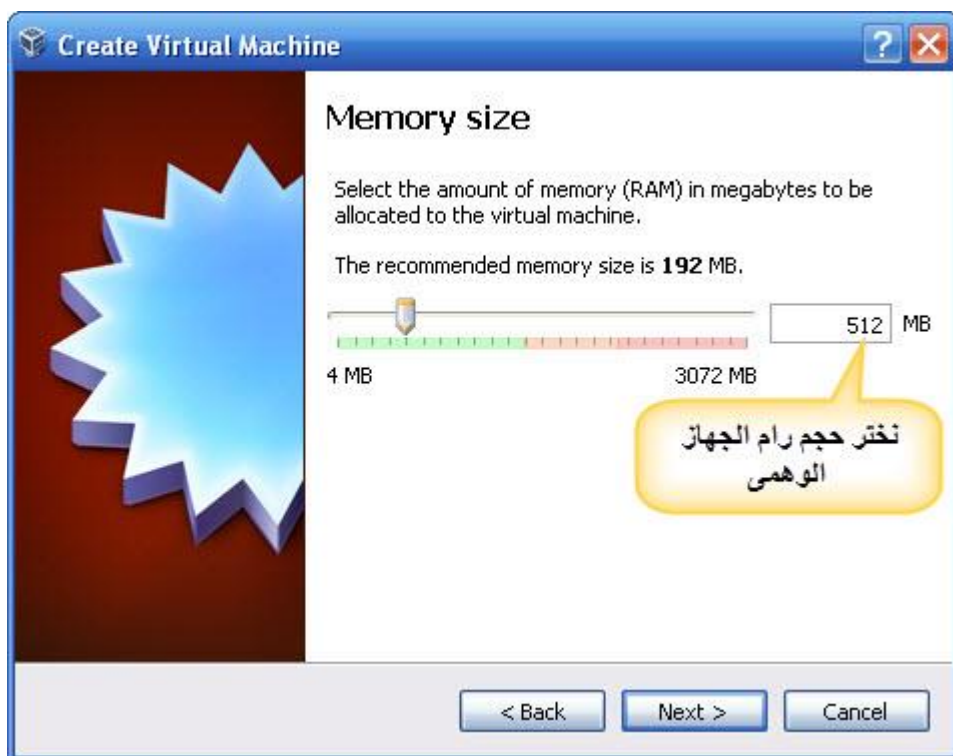 Create Virtual Machine
Memory size
Select the amount of memory (RAM) in megabytes to be
allocated to the virtual machine.
The recommended memory size is 192 MB.
512 MB
4 MB 3072 MB
نختر حجم رام الجهاز
الوهمى
< Back Next > Cancel